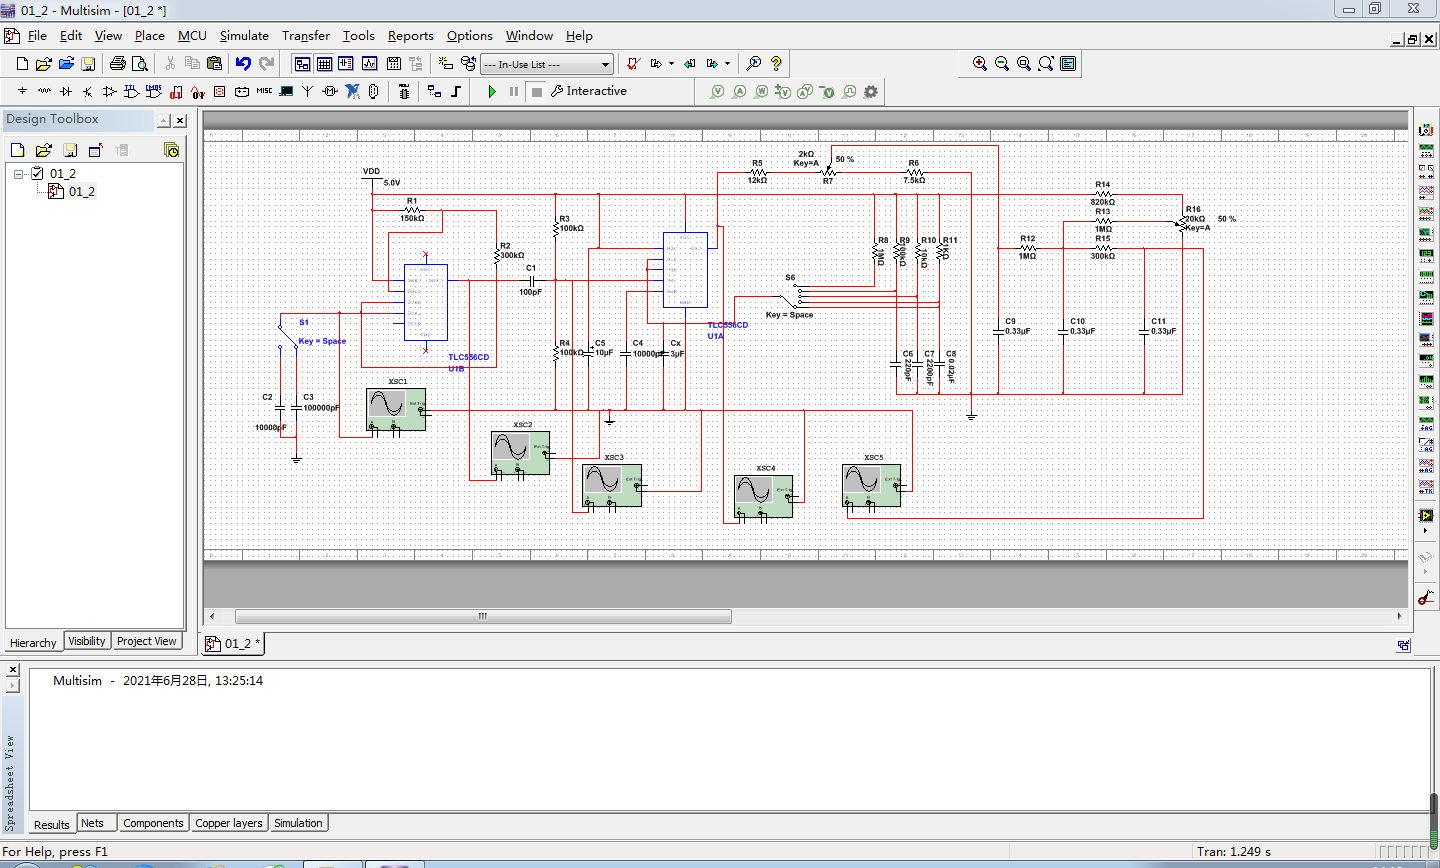 01_2 - Multisim - [01_2 *]
File Edit View Place MCU Simulate Transfer Tools Reports Options Window Help
--- In-Use List ---
MISC Interactive
Design Toolbox
01_2
01_2
VDD
5.0V
R1
150kΩ
R2
300kΩ
C1
100pF
R3
100kΩ
R4
100kΩ
S1
Key = Space
TLC556CD
U1B
C2
10000pF
C3
100000pF
C5
10µF
C4
10000pF
Cx
3µF
TLC556CD
U1A
R5
12kΩ
2kΩ
Key=A
50 %
R7
R6
7.5kΩ
S6
Key = Space
R8
1MΩ
R9
100kΩ
R10
10kΩ
R11
1KΩ
C6
220pF
C7
2200pF
C8
0.02µF
R14
820kΩ
R13
1MΩ
R16
20kΩ
Key=A
50 %
R12
1MΩ
R15
300kΩ
C9
0.33µF
C10
0.33µF
C11
0.33µF
XSC1
XSC2
XSC3
XSC4
XSC5
Hierarchy Visibility Project View
01_2 *
Multisim - 2021年6月28日, 13:25:14
Spreadsheet View
Results Nets Components Copper layers Simulation
For Help, press F1
Tran: 1.249 s